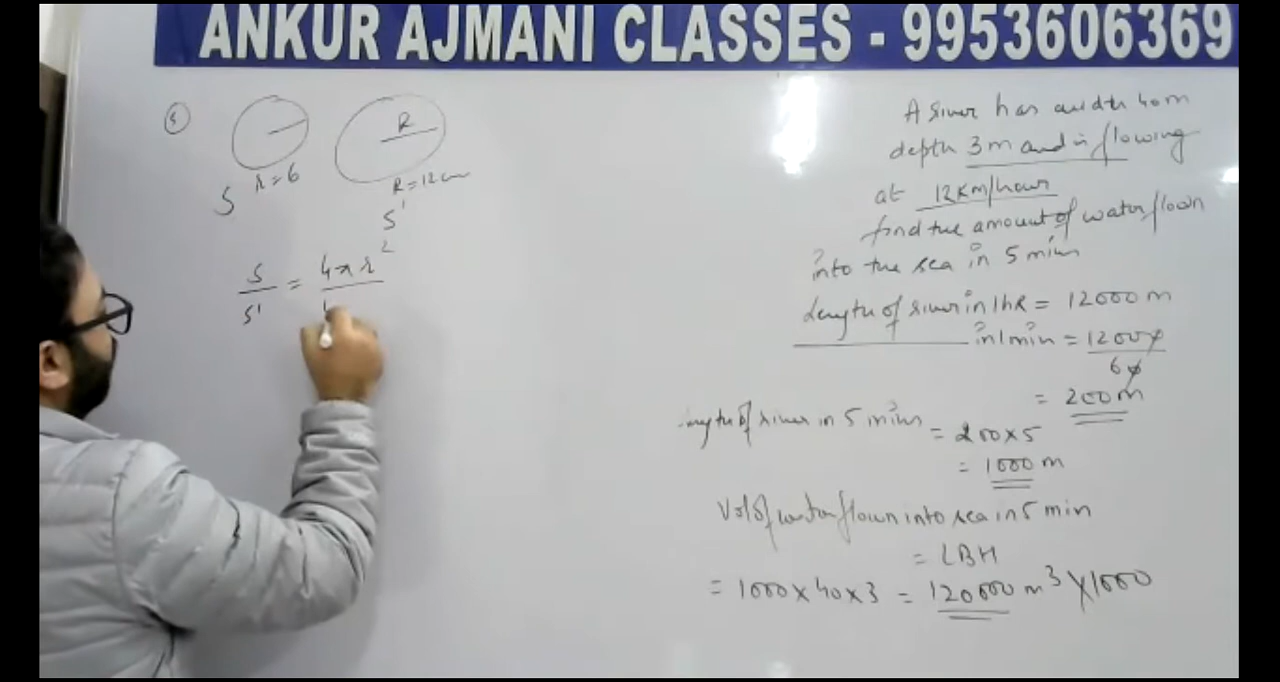 ANKUR AJMANI CLASSES - 9953606369
S r=6
R
R=12cm
S'
S/S' = 4πr²
A river has width 40m
depth 3m and is flowing
at 12Km/hour
find the amount of water flown
into the sea in 5 mins
Length of river in 1hR = 12000 m
in 1 min = 12000/60
= 200m
length of river in 5 mins = 200×5
= 1000 m
Vol of water flown into sea in 5 min
= LBH
= 1000×40×3 = 120000 m³ × 1000